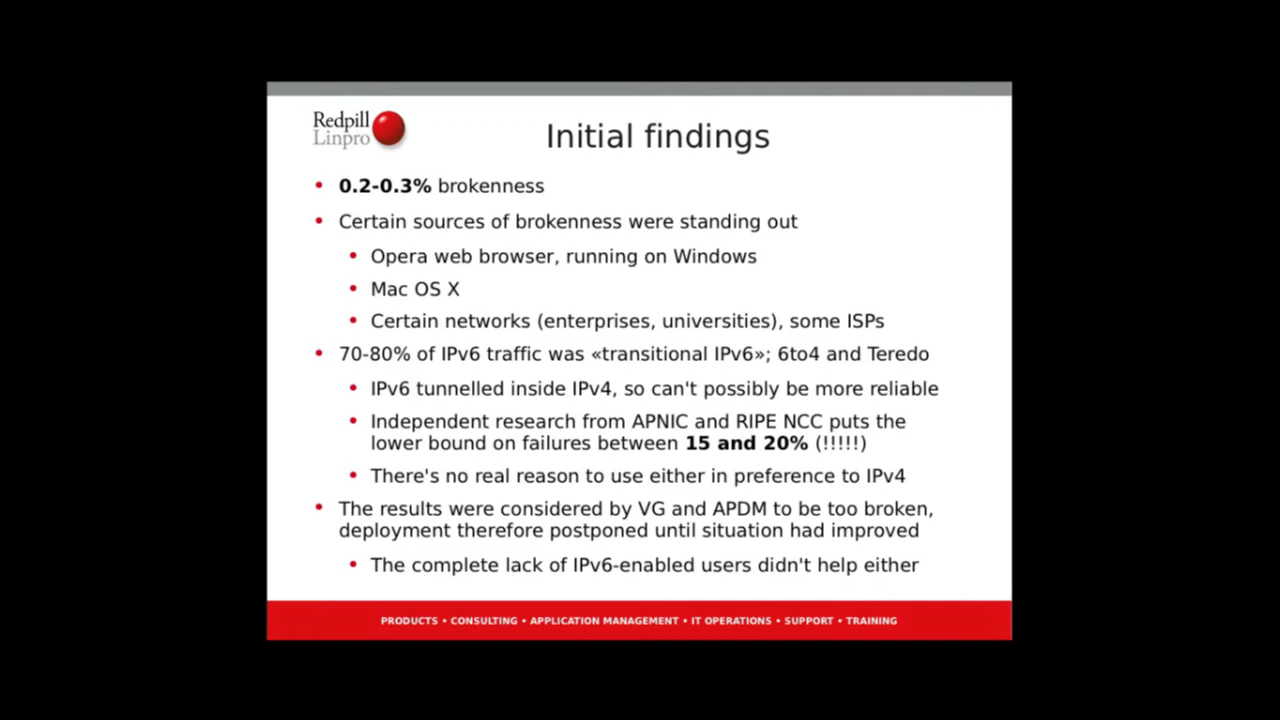 Redpill
Linpro
Initial findings
• 0.2-0.3% brokenness
• Certain sources of brokenness were standing out
• Opera web browser, running on Windows
• Mac OS X
• Certain networks (enterprises, universities), some ISPs
• 70-80% of IPv6 traffic was «transitional IPv6»; 6to4 and Teredo
• IPv6 tunnelled inside IPv4, so can't possibly be more reliable
• Independent research from APNIC and RIPE NCC puts the
lower bound on failures between 15 and 20% (!!!!!)
• There's no real reason to use either in preference to IPv4
• The results were considered by VG and APDM to be too broken,
deployment therefore postponed until situation had improved
• The complete lack of IPv6-enabled users didn't help either
PRODUCTS • CONSULTING • APPLICATION MANAGEMENT • IT OPERATIONS • SUPPORT • TRAINING